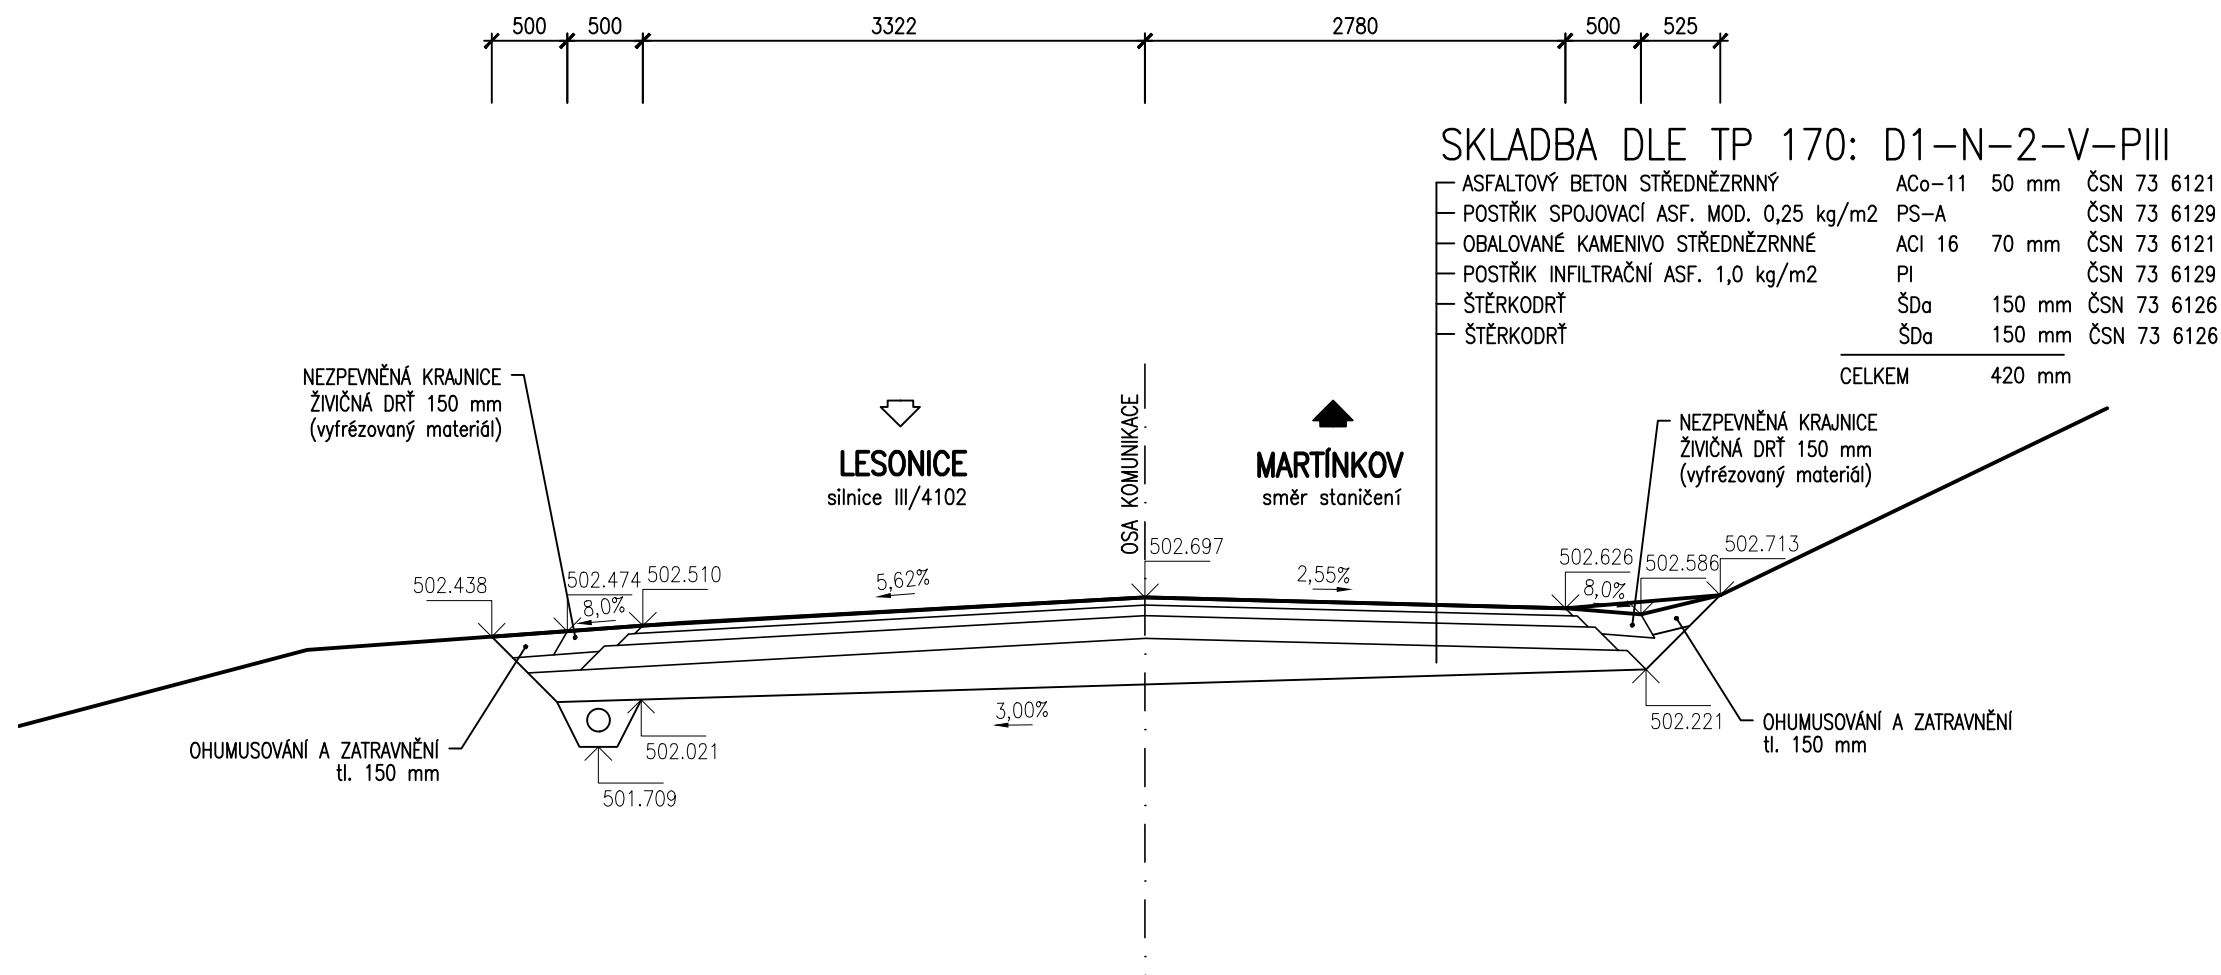 500 500 3322 2780 500 525
SKLADBA DLE TP 170: D1-N-2-V-PIII
ASFALTOVÝ BETON STŘEDNĚZRNNÝ ACo-11 50 mm ČSN 73 6121
POSTŘIK SPOJOVACÍ ASF. MOD. 0,25 kg/m2 PS-A ČSN 73 6129
OBALOVANÉ KAMENIVO STŘEDNĚZRNNÉ ACI 16 70 mm ČSN 73 6121
POSTŘIK INFILTRAČNÍ ASF. 1,0 kg/m2 PI ČSN 73 6129
ŠTĚRKODRŤ ŠDa 150 mm ČSN 73 6126
ŠTĚRKODRŤ ŠDa 150 mm ČSN 73 6126
CELKEM 420 mm
NEZPEVNĚNÁ KRAJNICE
ŽIVIČNÁ DRŤ 150 mm
(vyfrézovaný materiál)
LESONICE
silnice III/4102
OSA KOMUNIKACE
MARTÍNKOV
směr staničení
NEZPEVNĚNÁ KRAJNICE
ŽIVIČNÁ DRŤ 150 mm
(vyfrézovaný materiál)
502.438
502.474
502.510
502.697
502.626
502.586
502.713
8,0%
5,62%
2,55%
8,0%
3,00%
502.021
502.221
501.709
OHUMUSOVÁNÍ A ZATRAVNĚNÍ
tl. 150 mm
OHUMUSOVÁNÍ A ZATRAVNĚNÍ
tl. 150 mm